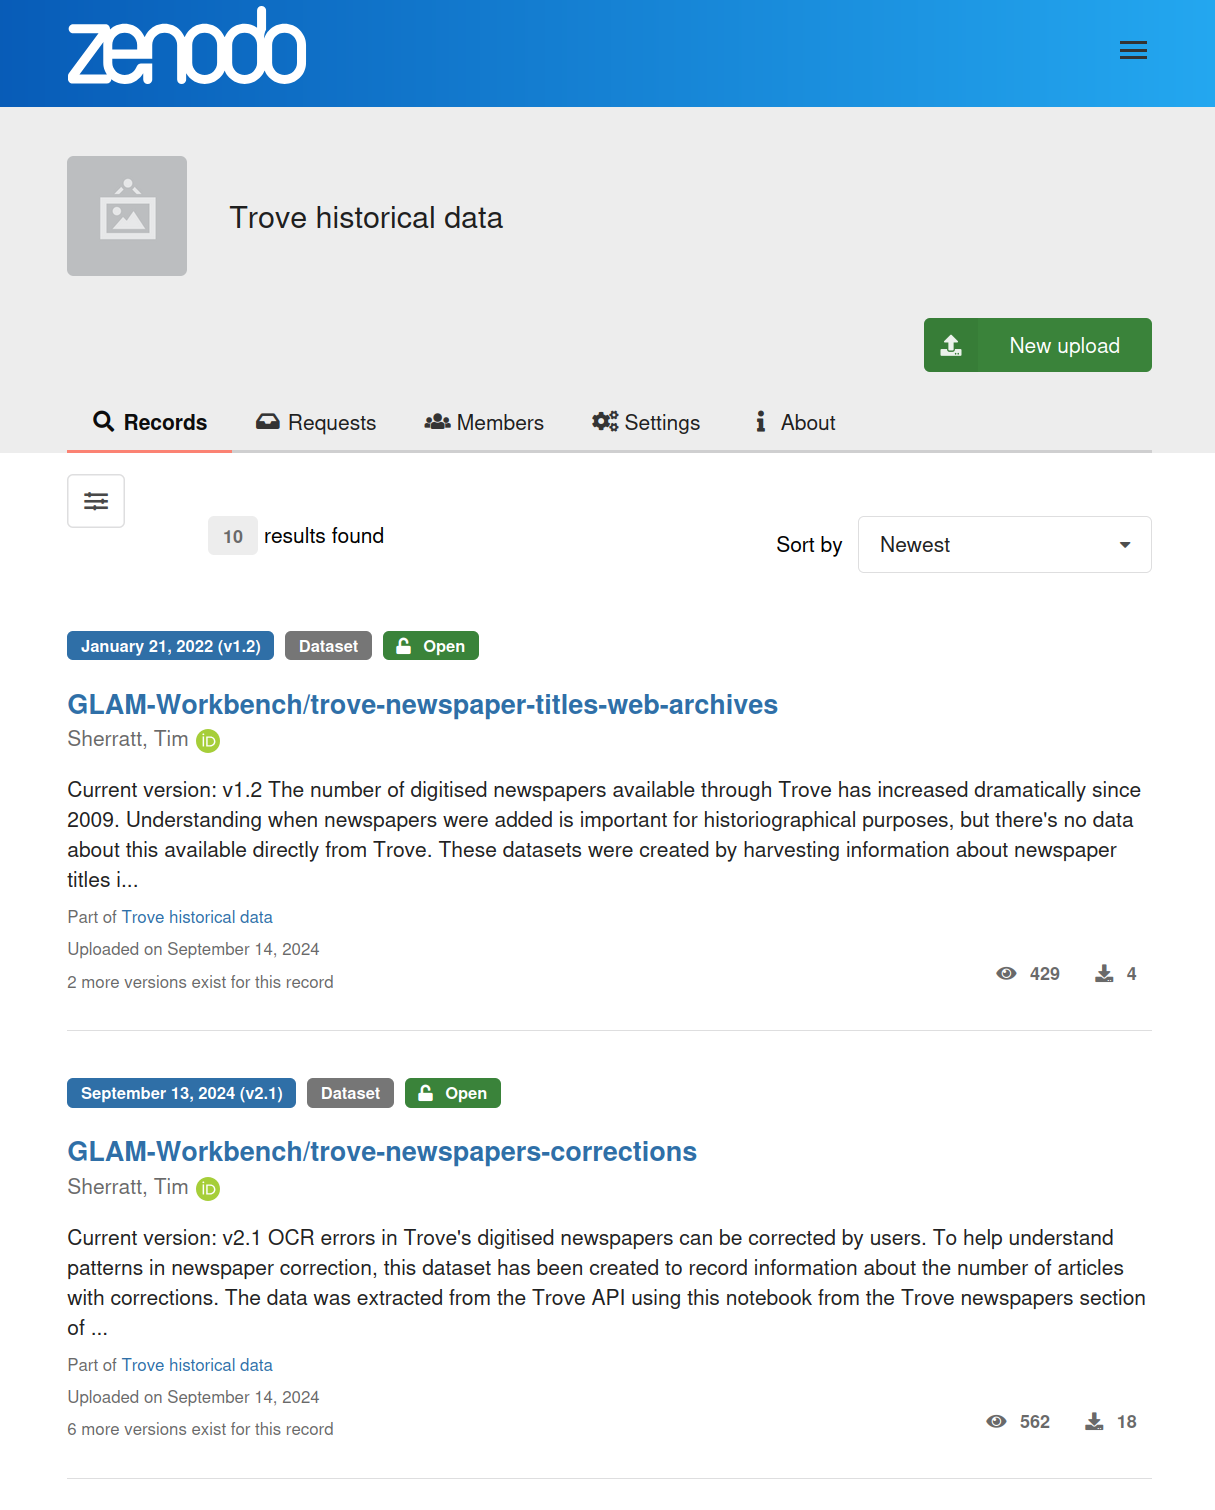 zenodo
Trove historical data
New upload
Records Requests Members Settings About
10 results found
Sort by Newest
January 21, 2022 (v1.2) Dataset Open
GLAM-Workbench/trove-newspaper-titles-web-archives
Sherratt, Tim iD
Current version: v1.2 The number of digitised newspapers available through Trove has increased dramatically since
2009. Understanding when newspapers were added is important for historiographical purposes, but there's no data
about this available directly from Trove. These datasets were created by harvesting information about newspaper
titles i...
Part of Trove historical data
Uploaded on September 14, 2024
2 more versions exist for this record
429 4
September 13, 2024 (v2.1) Dataset Open
GLAM-Workbench/trove-newspapers-corrections
Sherratt, Tim iD
Current version: v2.1 OCR errors in Trove's digitised newspapers can be corrected by users. To help understand
patterns in newspaper correction, this dataset has been created to record information about the number of articles
with corrections. The data was extracted from the Trove API using this notebook from the Trove newspapers section
of ...
Part of Trove historical data
Uploaded on September 14, 2024
6 more versions exist for this record
562 18